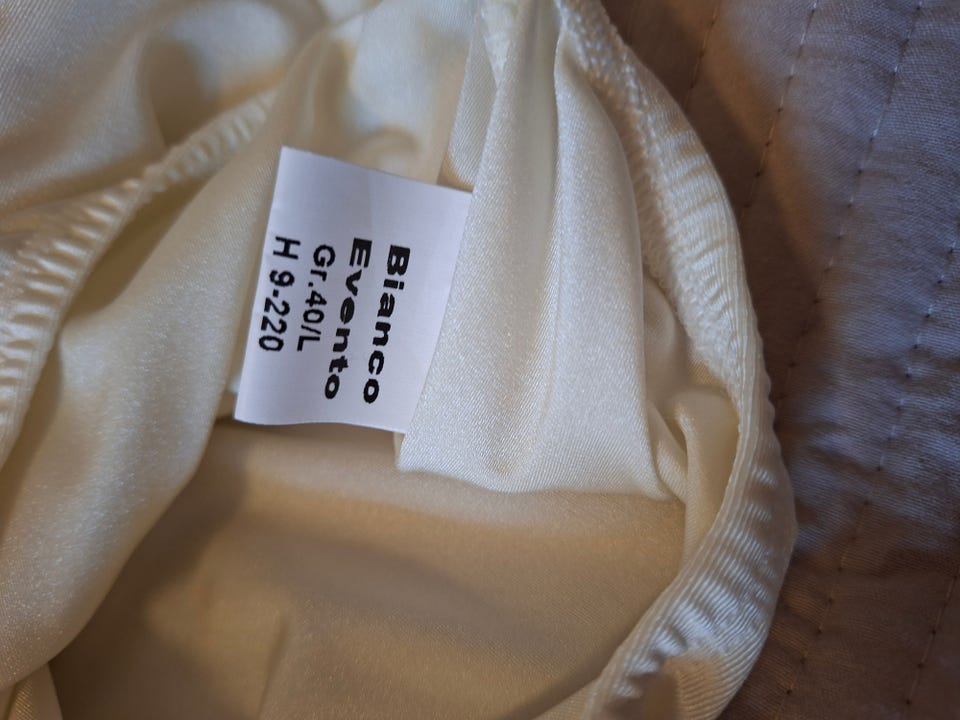 Bianco
Evento
Gr.40/L
H 9-220